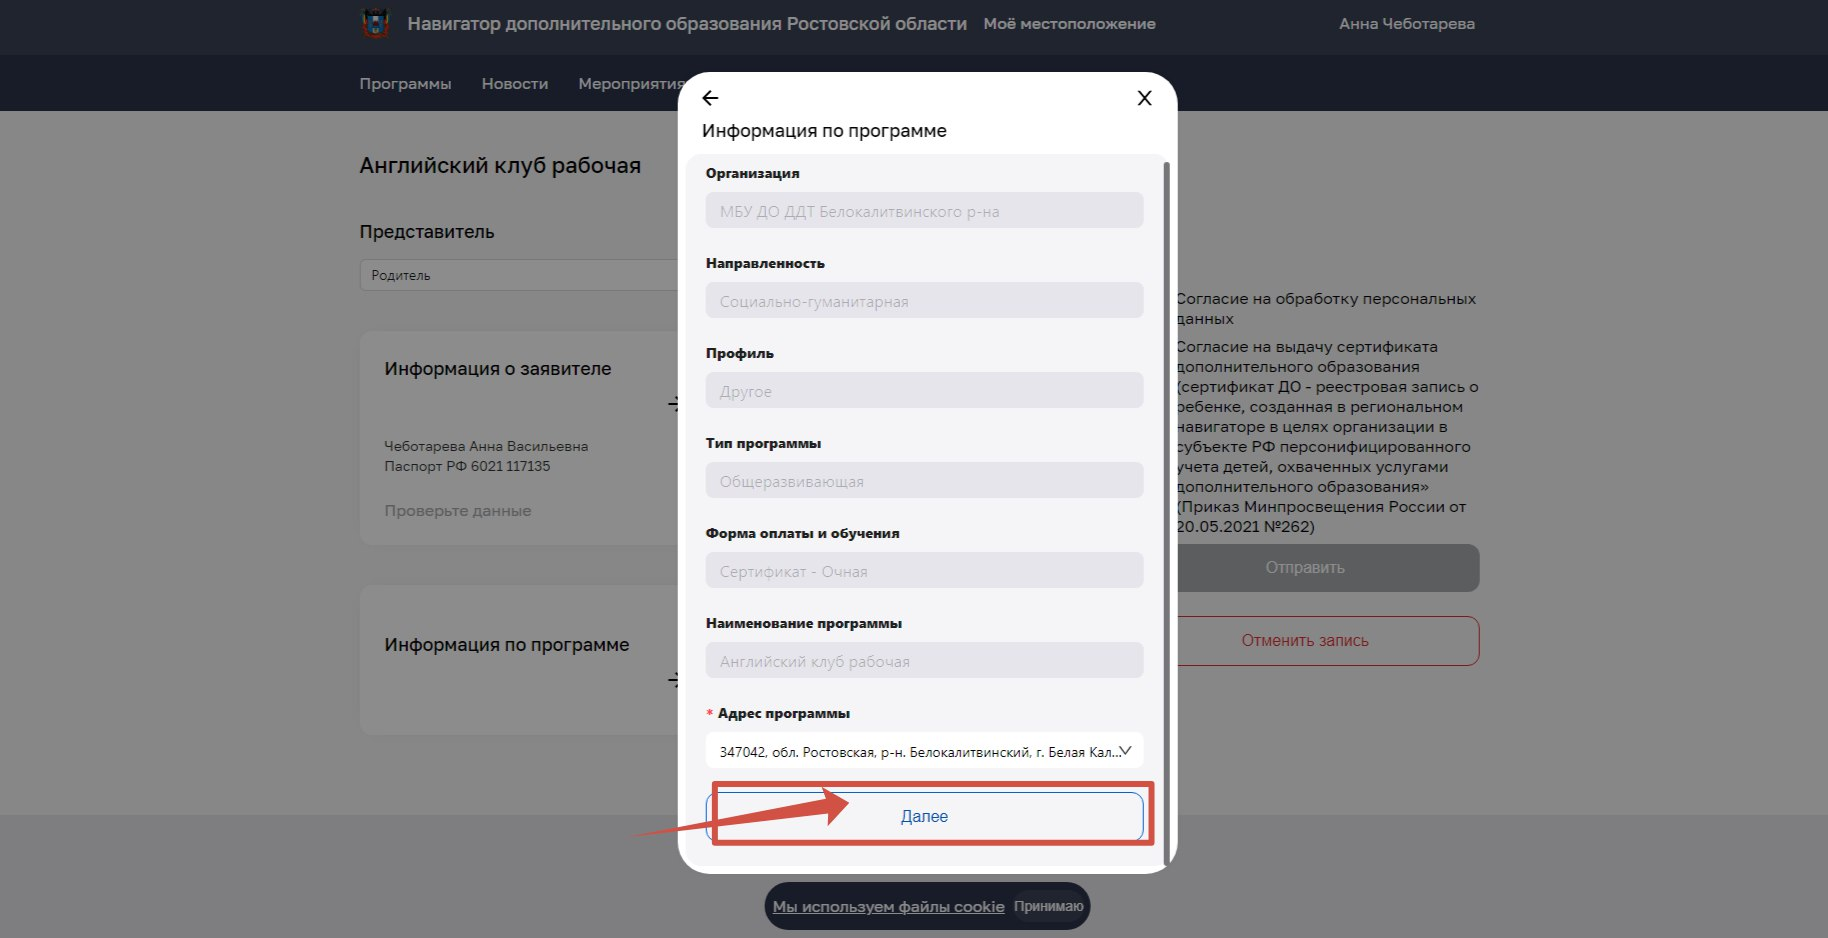 Навигатор дополнительного образования Ростовской области
Моё местоположение
Анна Чеботарева
Программы
Новости
Мероприятия
Английский клуб рабочая
Представитель
Родитель
Информация о заявителе
Чеботарева Анна Васильевна
Паспорт РФ 6021 117135
Проверьте данные
Информация по программе
X
Информация по программе
Организация
МБУ ДО ДДТ Белокалитвинского р-на
Направленность
Социально-гуманитарная
Профиль
Другое
Тип программы
Общеразвивающая
Форма оплаты и обучения
Сертификат - Очная
Наименование программы
Английский клуб рабочая
* Адрес программы
347042, обл. Ростовская, р-н. Белокалитвинский, г. Белая Кал...
Далее
Согласие на обработку персональных
данных
Согласие на выдачу сертификата
дополнительного образования
(сертификат ДО - реестровая запись о
ребенке, созданная в региональном
навигаторе в целях организации в
субъекте РФ персонифицированного
учета детей, охваченных услугами
дополнительного образования»
(Приказ Минпросвещения России от
20.05.2021 №262)
Отправить
Отменить запись
Мы используем файлы cookie
Принимаю